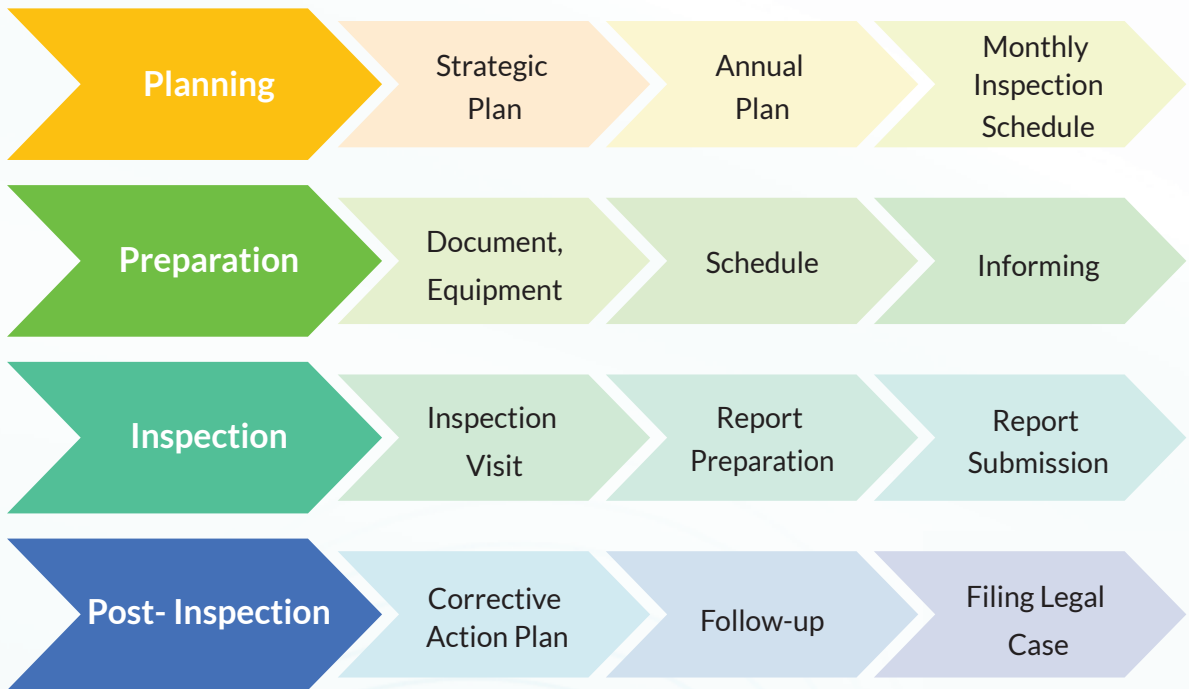 Planning
Strategic
Plan
Annual
Plan
Monthly
Inspection
Schedule
Preparation
Document,
Equipment
Schedule
Informing
Inspection
Inspection
Visit
Report
Preparation
Report
Submission
Post- Inspection
Corrective
Action Plan
Follow-up
Filing Legal
Case